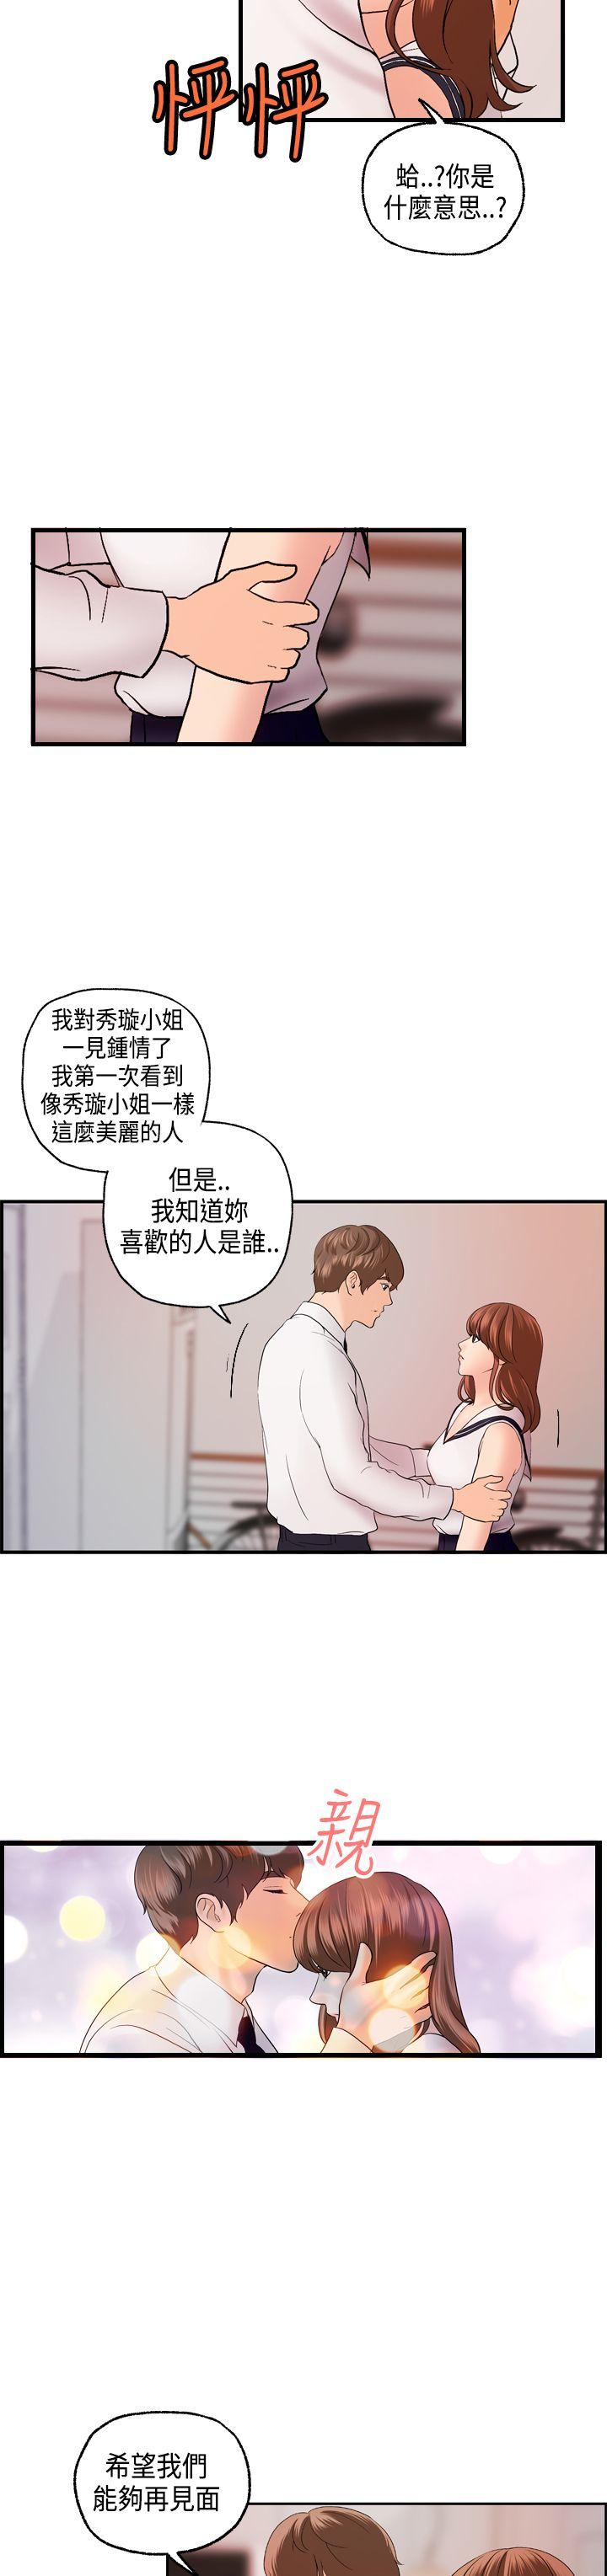 怦怦
蛤..?你是
什麼意思..?
我對秀璇小姐
一見鍾情了
我第一次看到
像秀璇小姐一樣
這麼美麗的人
但是..
我知道妳
喜歡的人是誰..
親
希望我們
能夠再見面